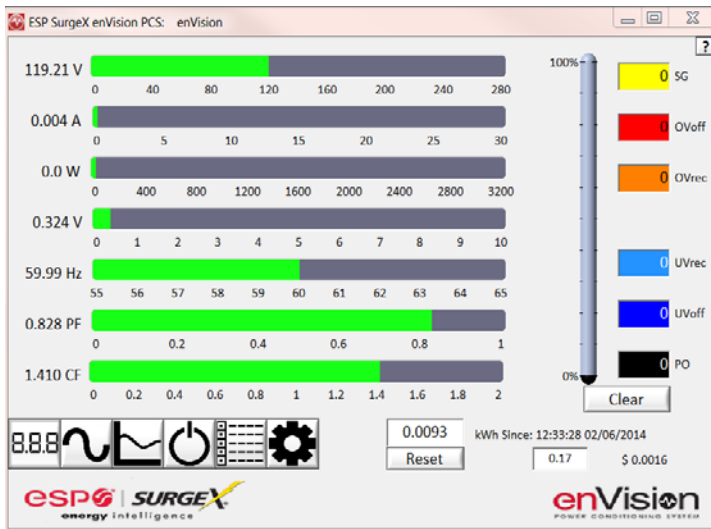 ESP SurgeX enVision PCS: enVision
?
119.21 V
0 40 80 120 160 200 240 280
0.004 A
0 5 10 15 20 25 30
0.0 W
0 400 800 1200 1600 2000 2400 2800 3200
0.324 V
0 1 2 3 4 5 6 7 8 9 10
59.99 Hz
55 56 57 58 59 60 61 62 63 64 65
0.828 PF
0 0.2 0.4 0.6 0.8 1
1.410 CF
0 0.2 0.4 0.6 0.8 1 1.2 1.4 1.6 1.8 2
100%
0%
0 SG
0 OVoff
0 OVrec
0 UVrec
0 UVoff
0 PO
Clear
8.8.8
0.0093 kWh Since: 12:33:28 02/06/2014
Reset 0.17 $ 0.0016
esp SURGEX
energy intelligence
enVision
POWER CONDITIONING SYSTEM